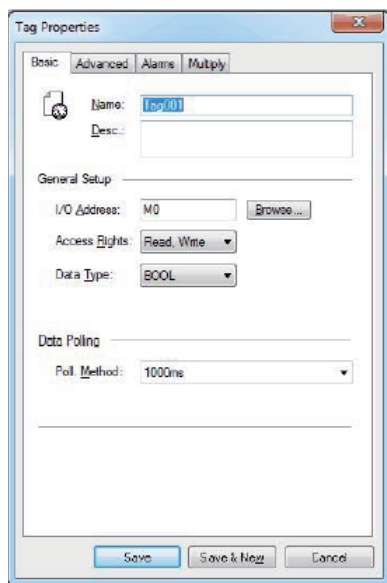 Tag Properties
Basic Advanced Alarms Multiply
Name: Tag001
Desc.:
General Setup
I/O Address: M0 Browse...
Access Rights: Read, Write
Data Type: BOOL
Data Polling
Poll. Method: 1000ms
Save Save & New Cancel